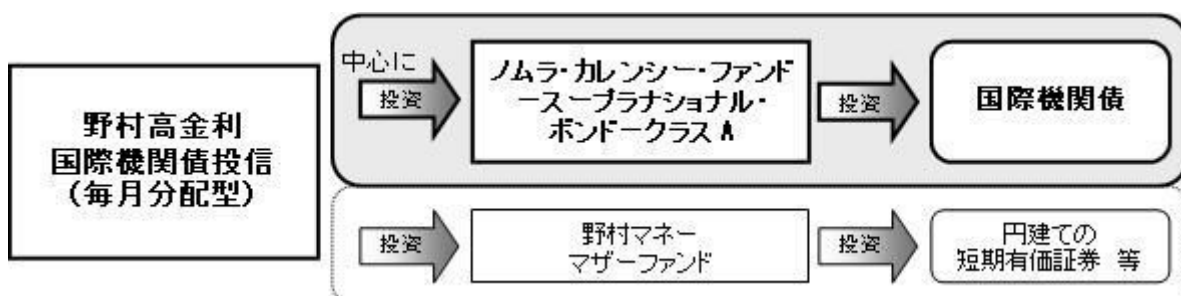 野村高金利
国際機関債投信
(毎月分配型)
中心に
投資
ノムラ・カレンシー・ファンド
ースープラナショナル・
ボンドークラス A
投資
国際機関債
投資
野村マネー
マザーファンド
投資
円建ての
短期有価証券 等